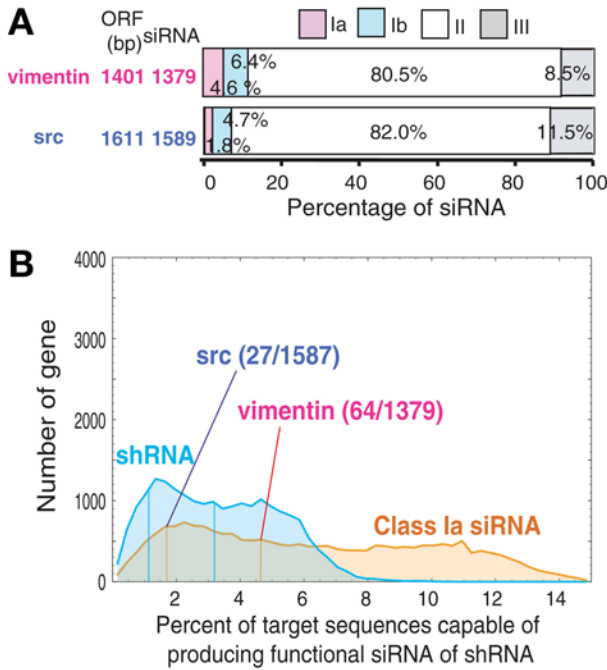 A
ORF siRNA
(bp)
Ia Ib II III
vimentin 1401 1379
6.4%
4.6 %
80.5%
8.5%
src 1611 1589
4.7%
1.8%
82.0%
11.5%
0 20 40 60 80 100
Percentage of siRNA
B
4000
3000
2000
1000
0
Number of gene
src (27/1587)
vimentin (64/1379)
shRNA
Class Ia siRNA
2 4 6 8 10 12 14
Percent of target sequences capable of
producing functional siRNA of shRNA